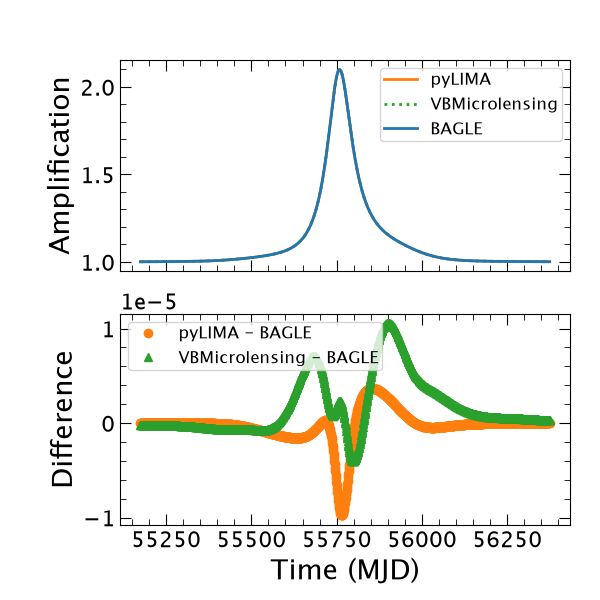 pyLIMA
VBMicrolensing
BAGLE
Amplification
2.0
1.5
1.0
1e−5
pyLIMA - BAGLE
VBMicrolensing - BAGLE
Difference
1
0
−1
55250 55500 55750 56000 56250
Time (MJD)